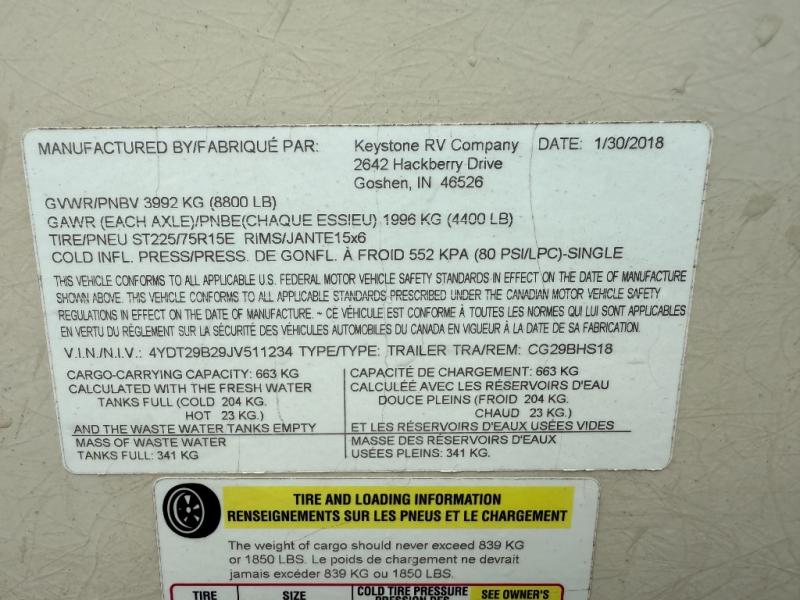 MANUFACTURED BY/FABRIQUÉ PAR: Keystone RV Company DATE: 1/30/2018
2642 Hackberry Drive
Goshen, IN 46526
GVWR/PNBV 3992 KG (8800 LB)
GAWR (EACH AXLE)/PNBE(CHAQUE ESSIEU) 1996 KG (4400 LB)
TIRE/PNEU ST225/75R15E RIMS/JANTE15x6
COLD INFL. PRESS/PRESS. DE GONFL. À FROID 552 KPA (80 PSI/LPC)-SINGLE
THIS VEHICLE CONFORMS TO ALL APPLICABLE U.S. FEDERAL MOTOR VEHICLE SAFETY STANDARDS IN EFFECT ON THE DATE OF MANUFACTURE
SHOWN ABOVE. THIS VEHICLE CONFORMS TO ALL APPLICABLE STANDARDS PRESCRIBED UNDER THE CANADIAN MOTOR VEHICLE SAFETY
REGULATIONS IN EFFECT ON THE DATE OF MANUFACTURE. ~ CE VÉHICULE EST CONFORME À TOUTES LES NORMES QUI LUI SONT APPLICABLES
EN VERTU DU RÉGLEMENT SUR LA SÉCURITÉ DES VÉHICULES AUTOMOBILES DU CANADA EN VIGUEUR À LA DATE DE SA FABRICATION.
V.I.N./N.I.V.: 4YDT29B29JV511234 TYPE/TYPE: TRAILER TRA/REM: CG29BHS18
CARGO-CARRYING CAPACITY: 663 KG
CALCULATED WITH THE FRESH WATER
TANKS FULL (COLD 204 KG.
HOT 23 KG.)
AND THE WASTE WATER TANKS EMPTY
MASS OF WASTE WATER
TANKS FULL: 341 KG
CAPACITÉ DE CHARGEMENT: 663 KG
CALCULÉE AVEC LES RÉSERVOIRS D'EAU
DOUCE PLEINS (FROID 204 KG.
CHAUD 23 KG.)
ET LES RÉSERVOIRS D'EAUX USÉES VIDES
MASSE DES RÉSERVOIRS D'EAUX
USÉES PLEINS: 341 KG.
TIRE AND LOADING INFORMATION
RENSEIGNEMENTS SUR LES PNEUS ET LE CHARGEMENT
The weight of cargo should never exceed 839 KG
or 1850 LBS. Le poids de chargement ne devrait
jamais excéder 839 KG ou 1850 LBS.
TIRE SIZE COLD TIRE PRESSURE SEE OWNER'S
PRESSION DES